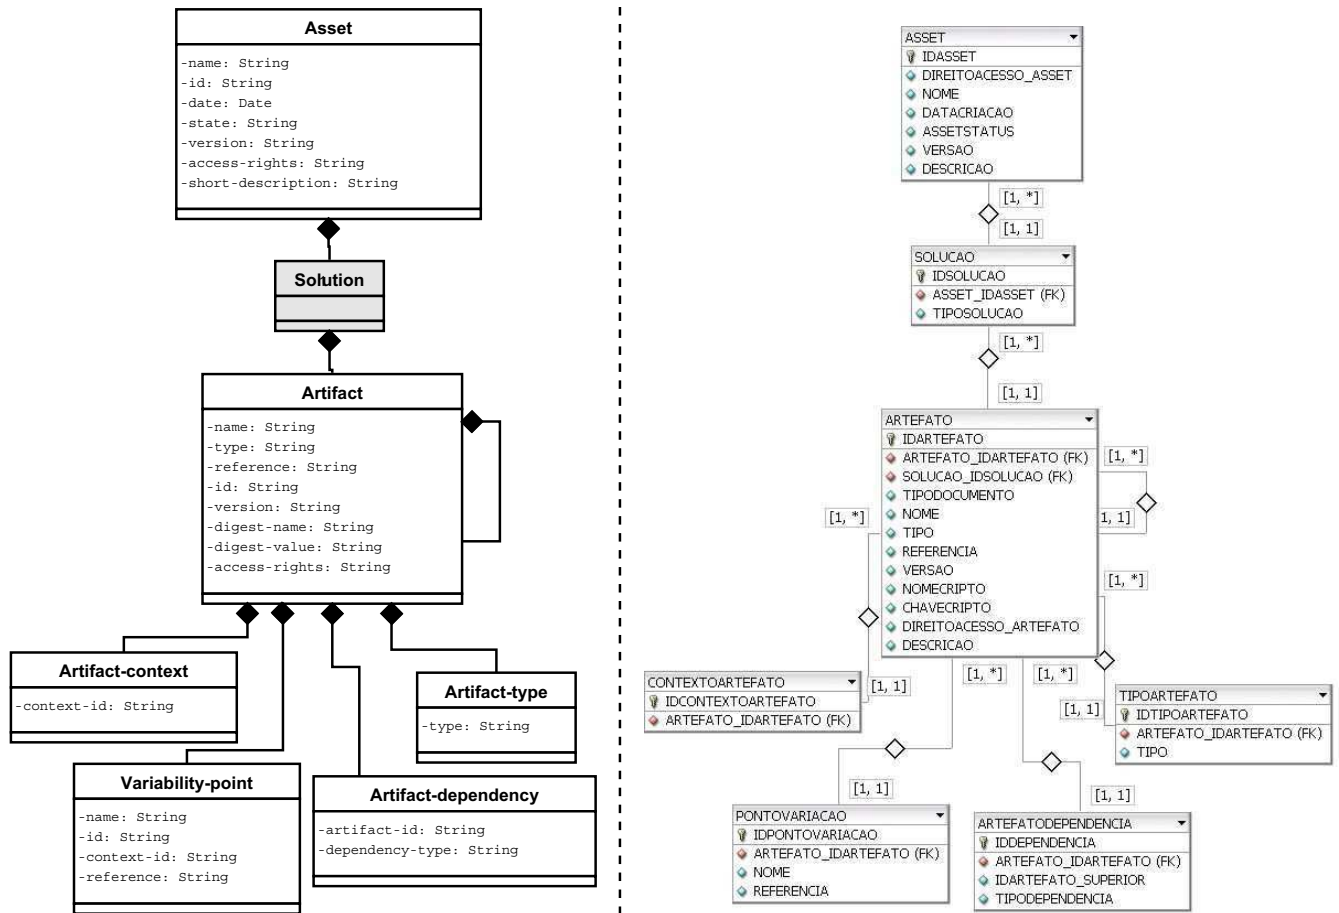 Asset
-name: String
-id: String
-date: Date
-state: String
-version: String
-access-rights: String
-short-description: String
Solution
Artifact
-name: String
-type: String
-reference: String
-id: String
-version: String
-digest-name: String
-digest-value: String
-access-rights: String
Artifact-context
-context-id: String
Artifact-type
-type: String
Variability-point
-name: String
-id: String
-context-id: String
-reference: String
Artifact-dependency
-artifact-id: String
-dependency-type: String
ASSET
IDASSET
DIREITOACESSO_ASSET
NOME
DATACRIACAO
ASSETSTATUS
VERSAO
DESCRICAO
[1, *]
[1, 1]
SOLUCAO
IDSOLUCAO
ASSET_IDASSET (FK)
TIPOSOLUCAO
[1, *]
[1, 1]
ARTEFATO
IDARTEFATO
ARTEFATO_IDARTEFATO (FK)
SOLUCAO_IDSOLUCAO (FK)
TIPODOCUMENTO
NOME
TIPO
REFERENCIA
VERSAO
NOMECRIPTO
CHAVECRIPTO
DIREITOACESSO_ARTEFATO
DESCRICAO
[1, *]
1, 1]
[1, *]
[1, *]
[1, 1]
[1, *]
[1, *]
[1, 1]
CONTEXTOARTEFATO
IDCONTEXTOARTEFATO
ARTEFATO_IDARTEFATO (FK)
TIPOARTEFATO
IDTIPOARTEFATO
ARTEFATO_IDARTEFATO (FK)
TIPO
[1, 1]
[1, 1]
PONTOVARIACAO
IDPONTOVARIACAO
ARTEFATO_IDARTEFATO (FK)
NOME
REFERENCIA
ARTEFATODEPENDENCIA
IDDEPENDENCIA
ARTEFATO_IDARTEFATO (FK)
IDARTEFATO_SUPERIOR
TIPODEPENDENCIA